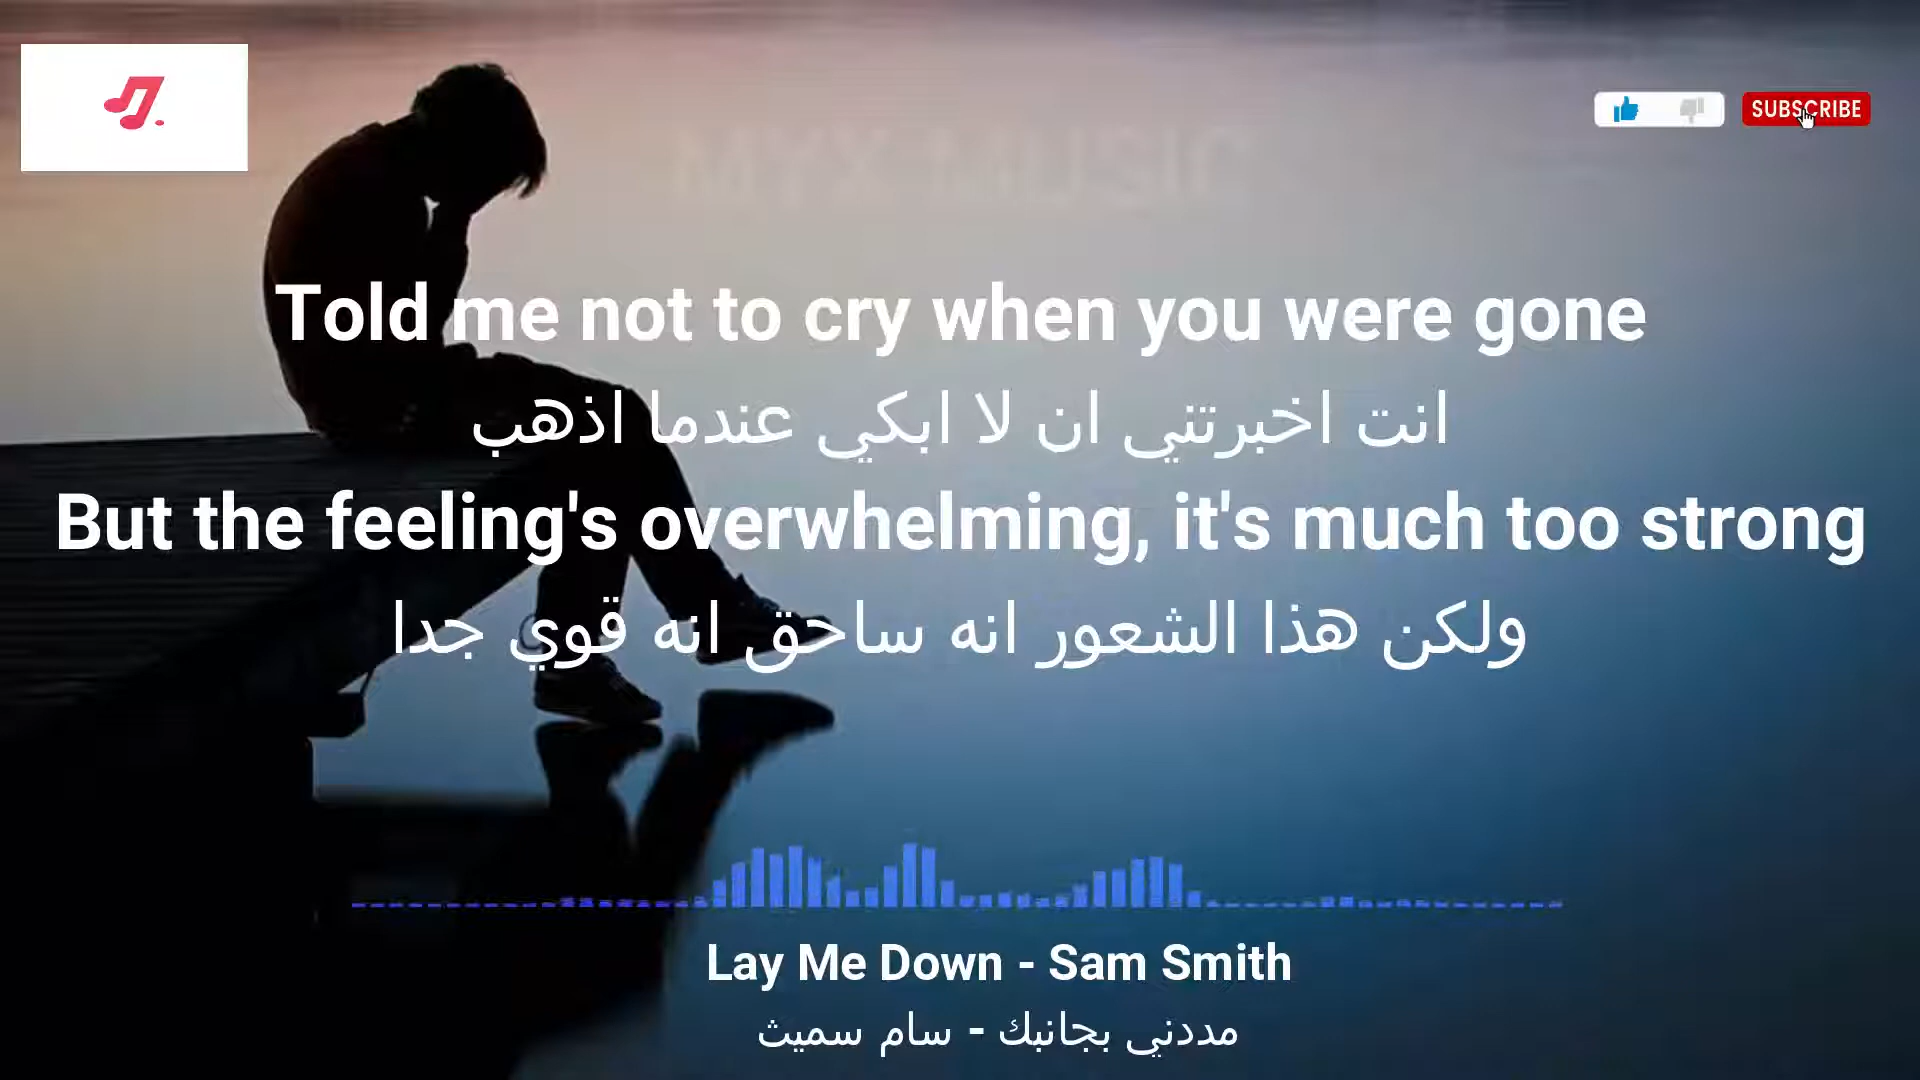 MYX MUSIC
SUBSCRIBE
Told me not to cry when you were gone
انت اخبرتني ان لا ابكي عندما اذهب
But the feeling's overwhelming, it's much too strong
ولكن هذا الشعور انه ساحق انه قوي جدا
Lay Me Down - Sam Smith
مددني بجانبك - سام سميث